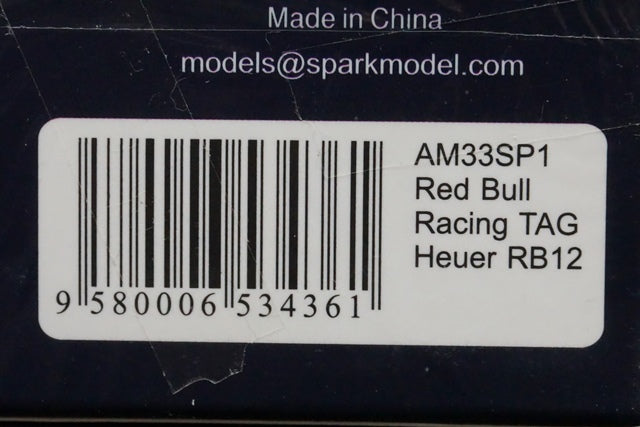 Made in China
models@sparkmodel.com
AM33SP1
Red Bull
Racing TAG
Heuer RB12
9 580006 534361